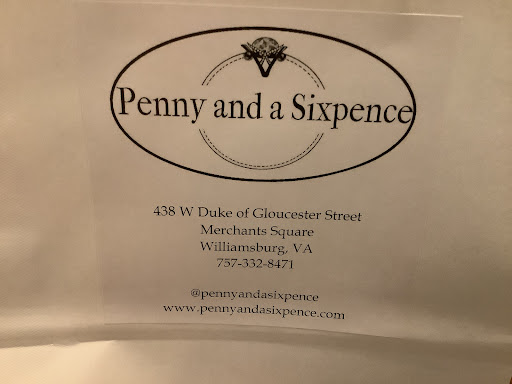 Penny and a Sixpence
438 W Duke of Gloucester Street
Merchants Square
Williamsburg, VA
757-332-8471
@pennyandasixpence
www.pennyandasixpence.com